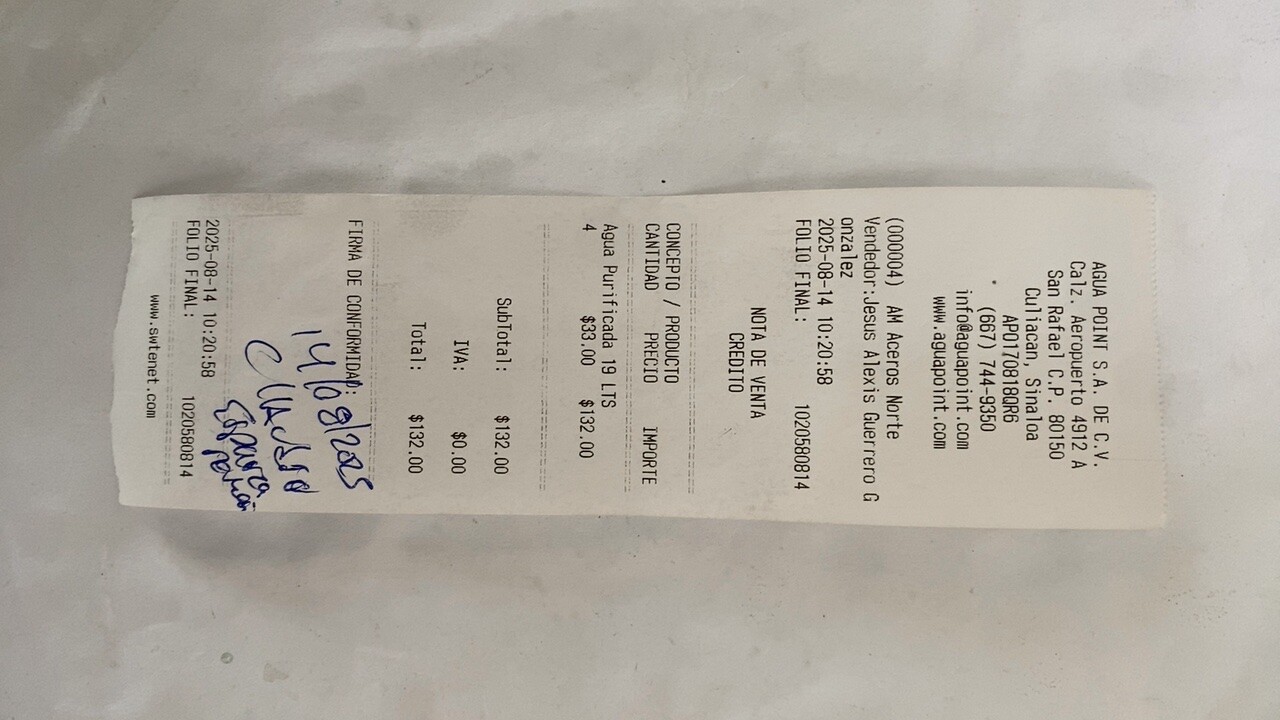 AGUA POINT S.A. DE C.V.
Calz. Aeropuerto 4912 A
San Rafael C.P. 80150
Culiacan, Sinaloa
APO170818QR6
(667) 744-9350
info@aguapoint.com
www.aguapoint.com
(000004) AM Aceros Norte
Vendedor:Jesus Alexis Guerrero G
onzalez
2025-08-14 10:20:58
FOLIO FINAL: 1020580814
NOTA DE VENTA
CREDITO
CONCEPTO / PRODUCTO
CANTIDAD PRECIO IMPORTE
Agua Purificada 19 LTS
4 $33.00 $132.00
SubTotal: $132.00
IVA: $0.00
Total: $132.00
FIRMA DE CONFORMIDAD:
14/08/2025
Esparza
2025-08-14 10:20:58
FOLIO FINAL: 1020580814
www.swtenet.com